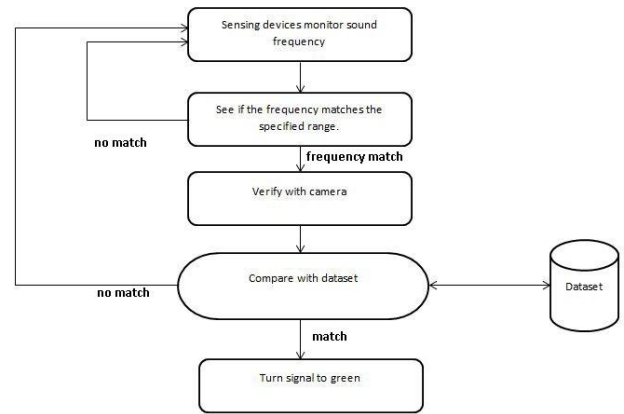 Sensing devices monitor sound
frequency
See if the frequency matches the
specified range.
no match
frequency match
Verify with camera
Compare with dataset
Dataset
no match
match
Turn signal to green